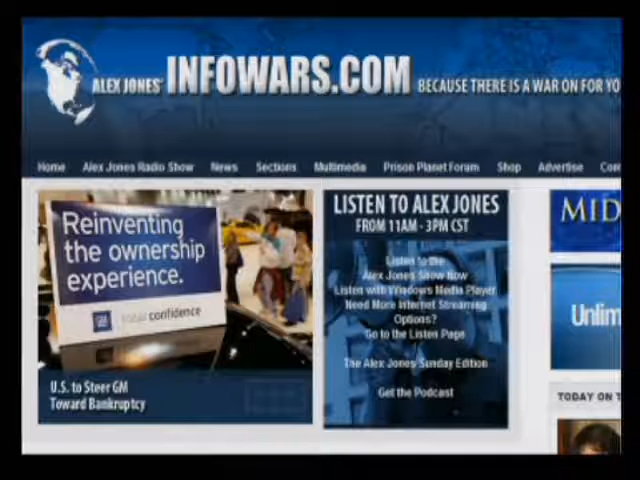 ALEX JONES' INFOWARS.COM BECAUSE THERE IS A WAR ON FOR YO
Home Alex Jones Radio Show News Sections Multimedia Prison Planet Forum Shop Advertise Con
Reinventing
the ownership
experience.
GM total confidence
U.S. to Steer GM
Toward Bankruptcy
LISTEN TO ALEX JONES
FROM 11AM - 3PM CST
Listen to the
Alex Jones Show Now
Listen with Windows Media Player
Need More Internet Streaming
Options?
Go to the Listen Page
The Alex Jones Sunday Edition
Get the Podcast
MID
Unlim
TODAY ON T